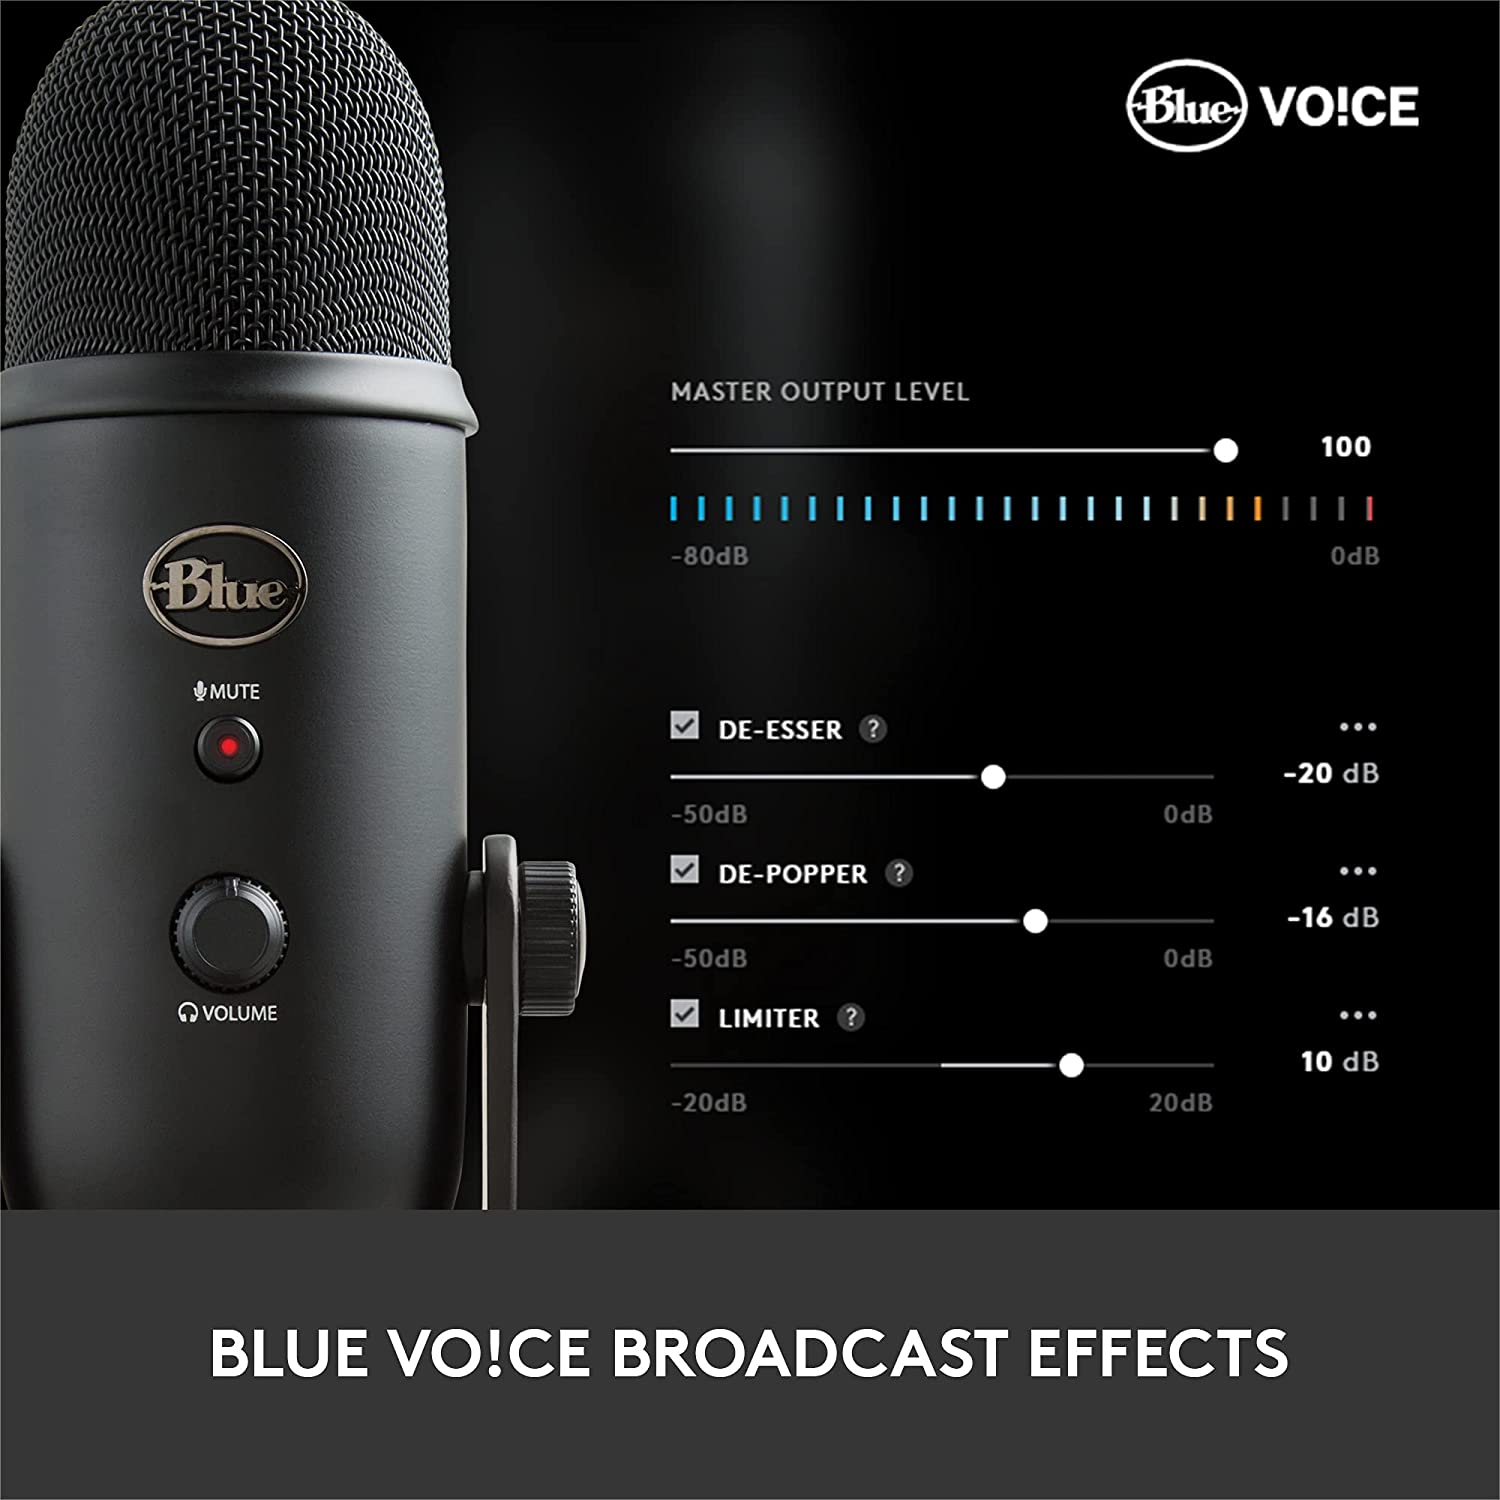 Blue VO!CE
MASTER OUTPUT LEVEL
100
-80dB 0dB
Blue
MUTE
DE-ESSER ? •••
-20 dB
-50dB 0dB
DE-POPPER ? •••
-16 dB
-50dB 0dB
VOLUME
LIMITER ? •••
10 dB
-20dB 20dB
BLUE VO!CE BROADCAST EFFECTS